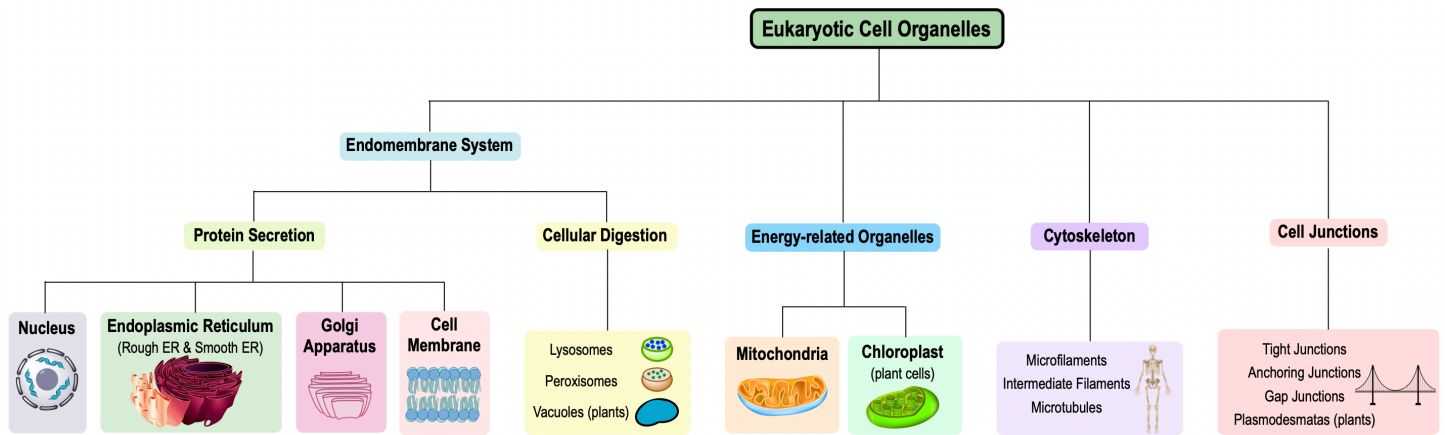 Eukaryotic Cell Organelles
Endomembrane System
Protein Secretion
Cellular Digestion
Energy-related Organelles
Cytoskeleton
Cell Junctions
Nucleus
Endoplasmic Reticulum
(Rough ER & Smooth ER)
Golgi
Apparatus
Cell
Membrane
Lysosomes
Peroxisomes
Vacuoles (plants)
Mitochondria
Chloroplast
(plant cells)
Microfilaments
Intermediate Filaments
Microtubules
Tight Junctions
Anchoring Junctions
Gap Junctions
Plasmodesmatas (plants)